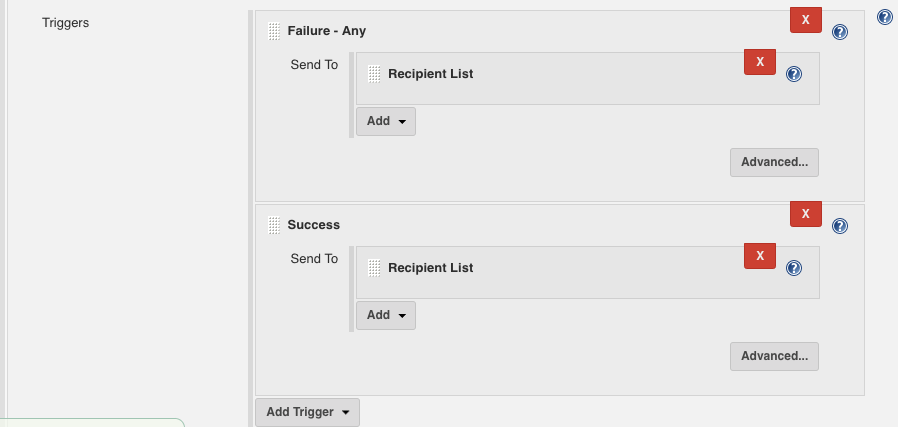 Triggers
X
?
Failure - Any
?
Send To
X
Recipient List
?
Add
Advanced...
X
Success
?
Send To
X
Recipient List
?
Add
Advanced...
Add Trigger